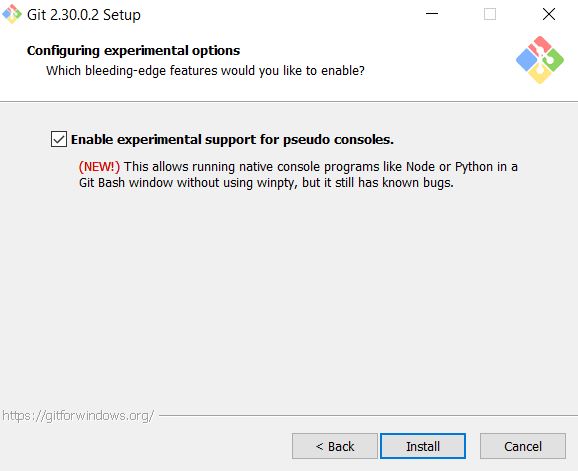 Git 2.30.0.2 Setup
Configuring experimental options
Which bleeding-edge features would you like to enable?
Enable experimental support for pseudo consoles.
(NEW!) This allows running native console programs like Node or Python in a
Git Bash window without using winpty, but it still has known bugs.
https://gitforwindows.org/
< Back Install Cancel